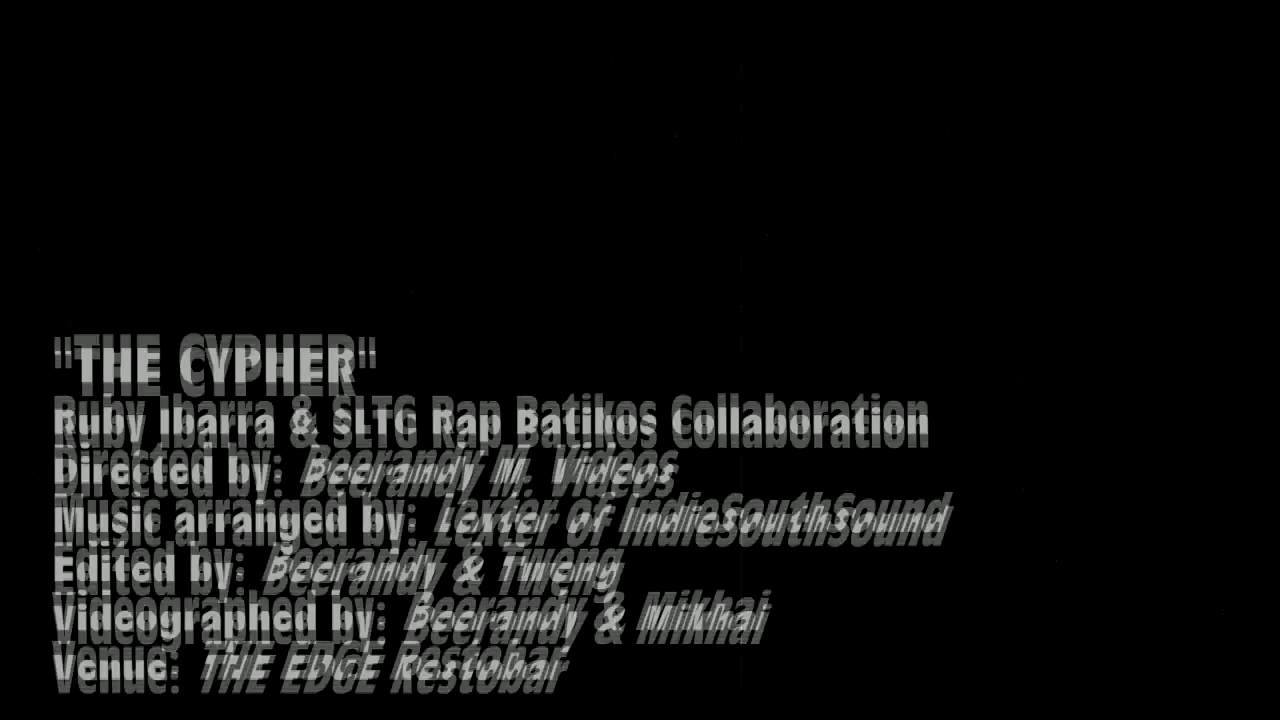 "THE CYPHER"
Ruby Ibarra & SLTG Rap Batikos Collaboration
Directed by: Beerandy M. Videos
Music arranged by: Lexter of IndieSouthSound
Edited by: Beerandy & Tweng
Videographed by: Beerandy & Mikhai
Venue: THE EDGE Restobar